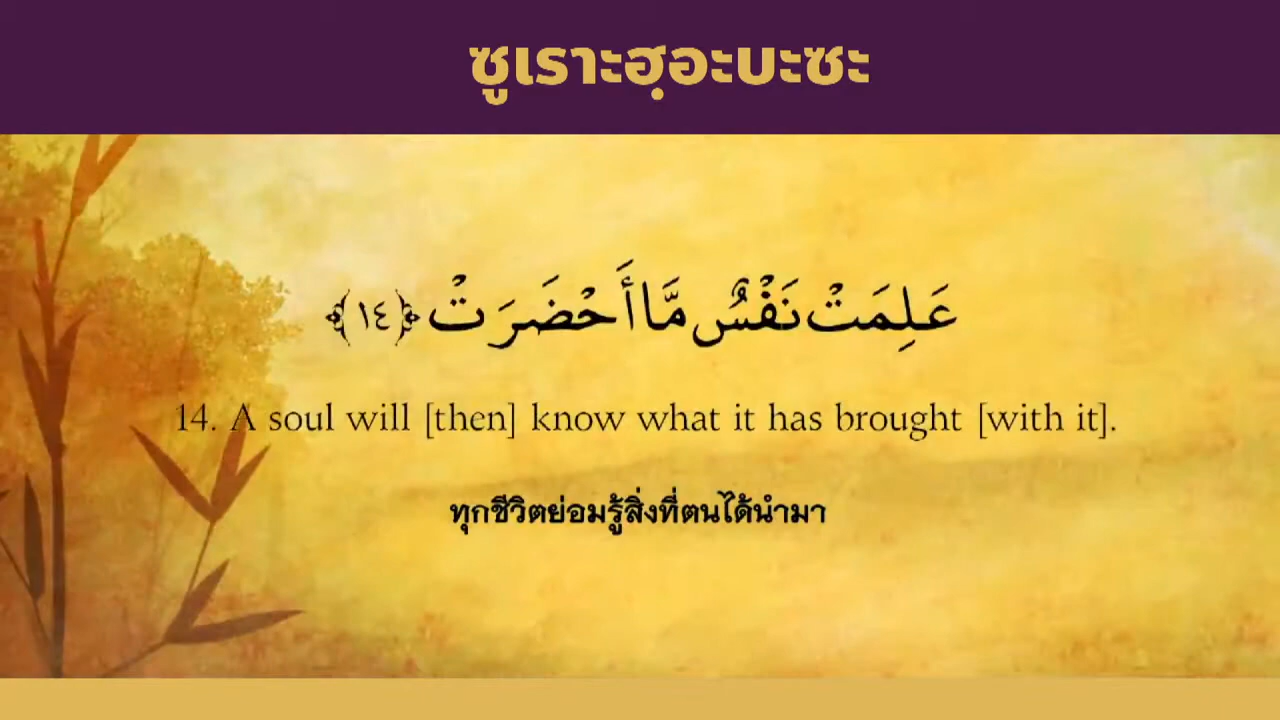 ซูเราะฮฺอะบะซะ
عَلِمَتْ نَفْسٌ مَّا أَحْضَرَتْ ﴿١٤﴾
14. A soul will [then] know what it has brought [with it].
ทุกชีวิตย่อมรู้สิ่งที่ตนได้นำมา